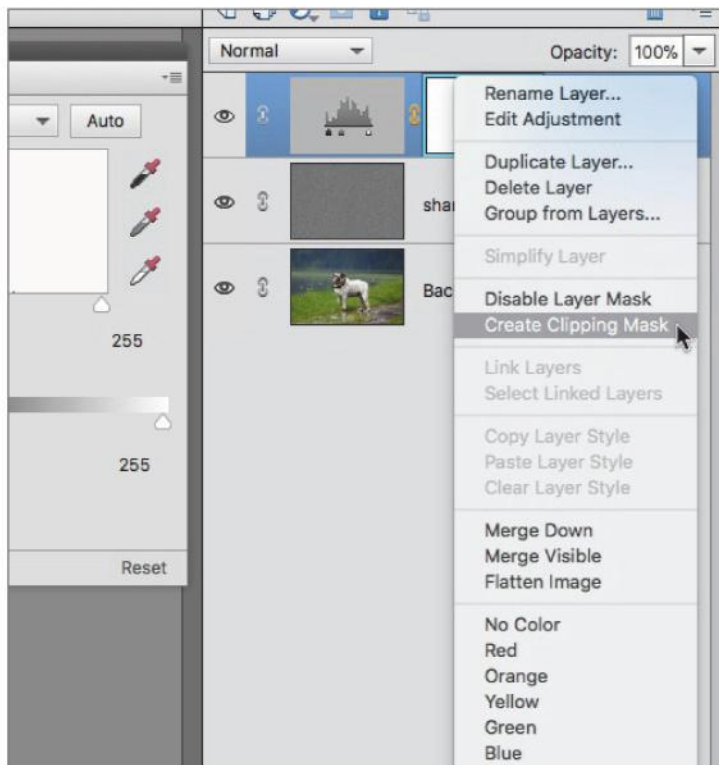 Normal
Opacity: 100%
Auto
255
255
Reset
sha
Bac
Rename Layer...
Edit Adjustment
Duplicate Layer...
Delete Layer
Group from Layers...
Simplify Layer
Disable Layer Mask
Create Clipping Mask
Link Layers
Select Linked Layers
Copy Layer Style
Paste Layer Style
Clear Layer Style
Merge Down
Merge Visible
Flatten Image
No Color
Red
Orange
Yellow
Green
Blue